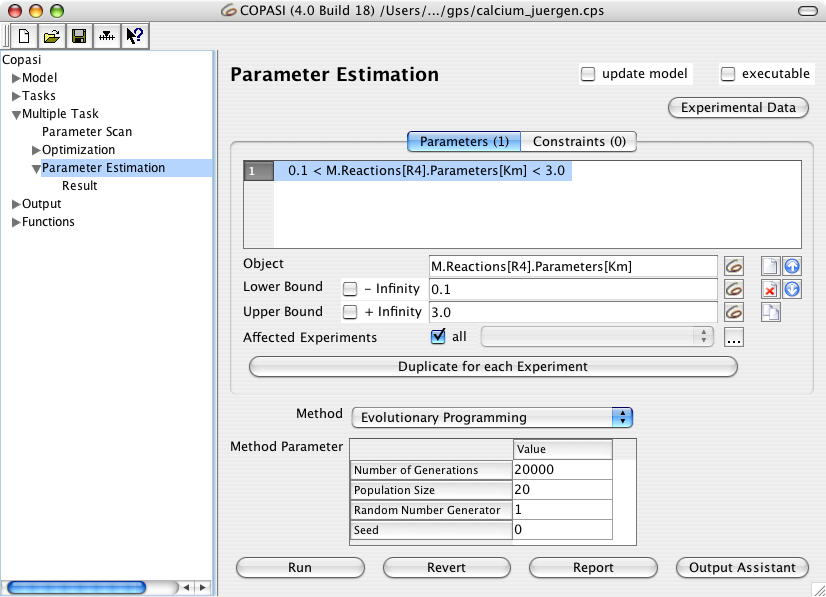 COPASI (4.0 Build 18) /Users/.../gps/calcium_juergen.cps
Copasi
Model
Tasks
Multiple Task
Parameter Scan
Optimization
Parameter Estimation
Result
Output
Functions
Parameter Estimation
update model
executable
Experimental Data
Parameters (1)
Constraints (0)
1 0.1 < M.Reactions[R4].Parameters[Km] < 3.0
Object M.Reactions[R4].Parameters[Km]
Lower Bound - Infinity 0.1
Upper Bound + Infinity 3.0
Affected Experiments all ...
Duplicate for each Experiment
Method Evolutionary Programming
Method Parameter Value
Number of Generations 20000
Population Size 20
Random Number Generator 1
Seed 0
Run Revert Report Output Assistant